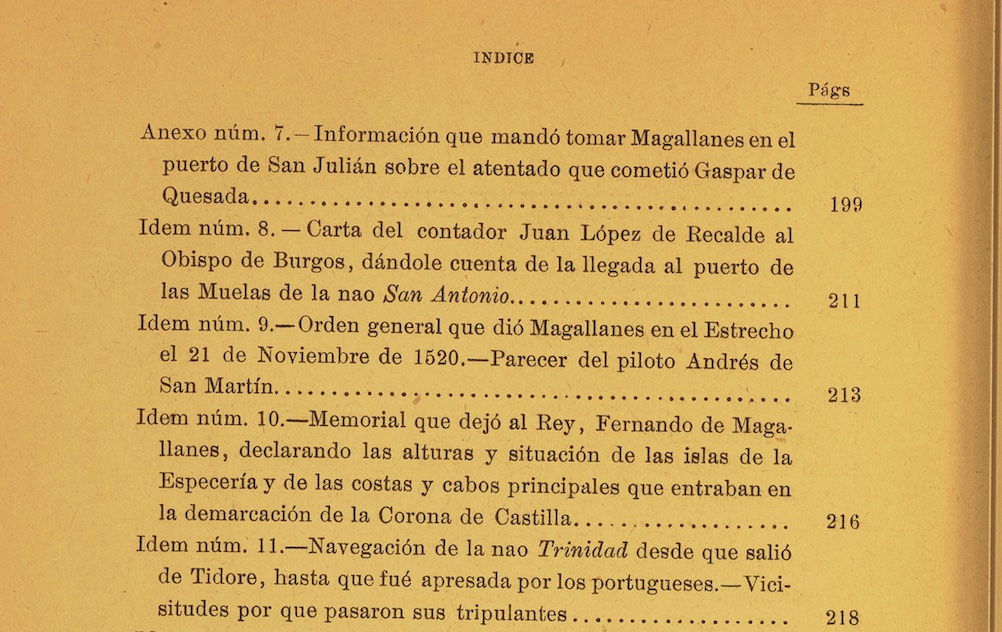 INDICE
Págs
Anexo núm. 7.—Información que mandó tomar Magallanes en el
puerto de San Julián sobre el atentado que cometió Gaspar de
Quesada.............................................. 199
Idem núm. 8.—Carta del contador Juan López de Recalde al
Obispo de Burgos, dándole cuenta de la llegada al puerto de
las Muelas de la nao San Antonio........................ 211
Idem núm. 9.—Orden general que dió Magallanes en el Estrecho
el 21 de Noviembre de 1520.—Parecer del piloto Andrés de
San Martín............................................ 213
Idem núm. 10.—Memorial que dejó al Rey, Fernando de Maga-
llanes, declarando las alturas y situación de las islas de la
Especería y de las costas y cabos principales que entraban en
la demarcación de la Corona de Castilla................... 216
Idem núm. 11.—Navegación de la nao Trinidad desde que salió
de Tidore, hasta que fué apresada por los portugueses.—Vici-
situdes por que pasaron sus tripulantes................... 218